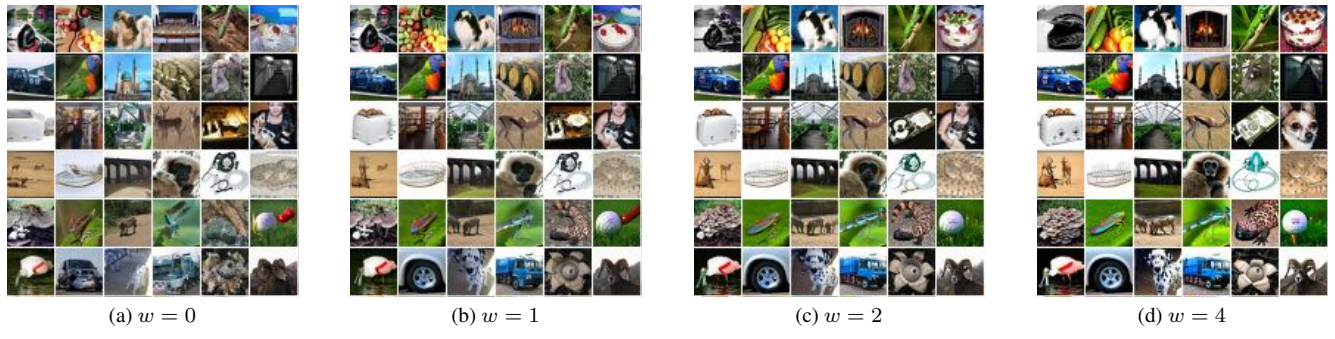 (a) w = 0
(b) w = 1
(c) w = 2
(d) w = 4